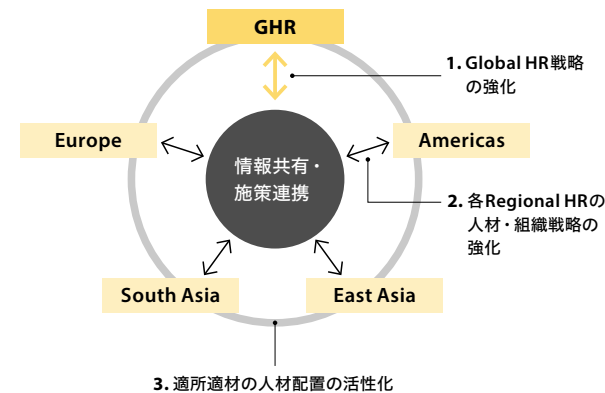 GHR
1. Global HR戦略
の強化
Europe
Americas
情報共有・
施策連携
2. 各Regional HRの
人材・組織戦略の
強化
South Asia
East Asia
3. 適所適材の人材配置の活性化